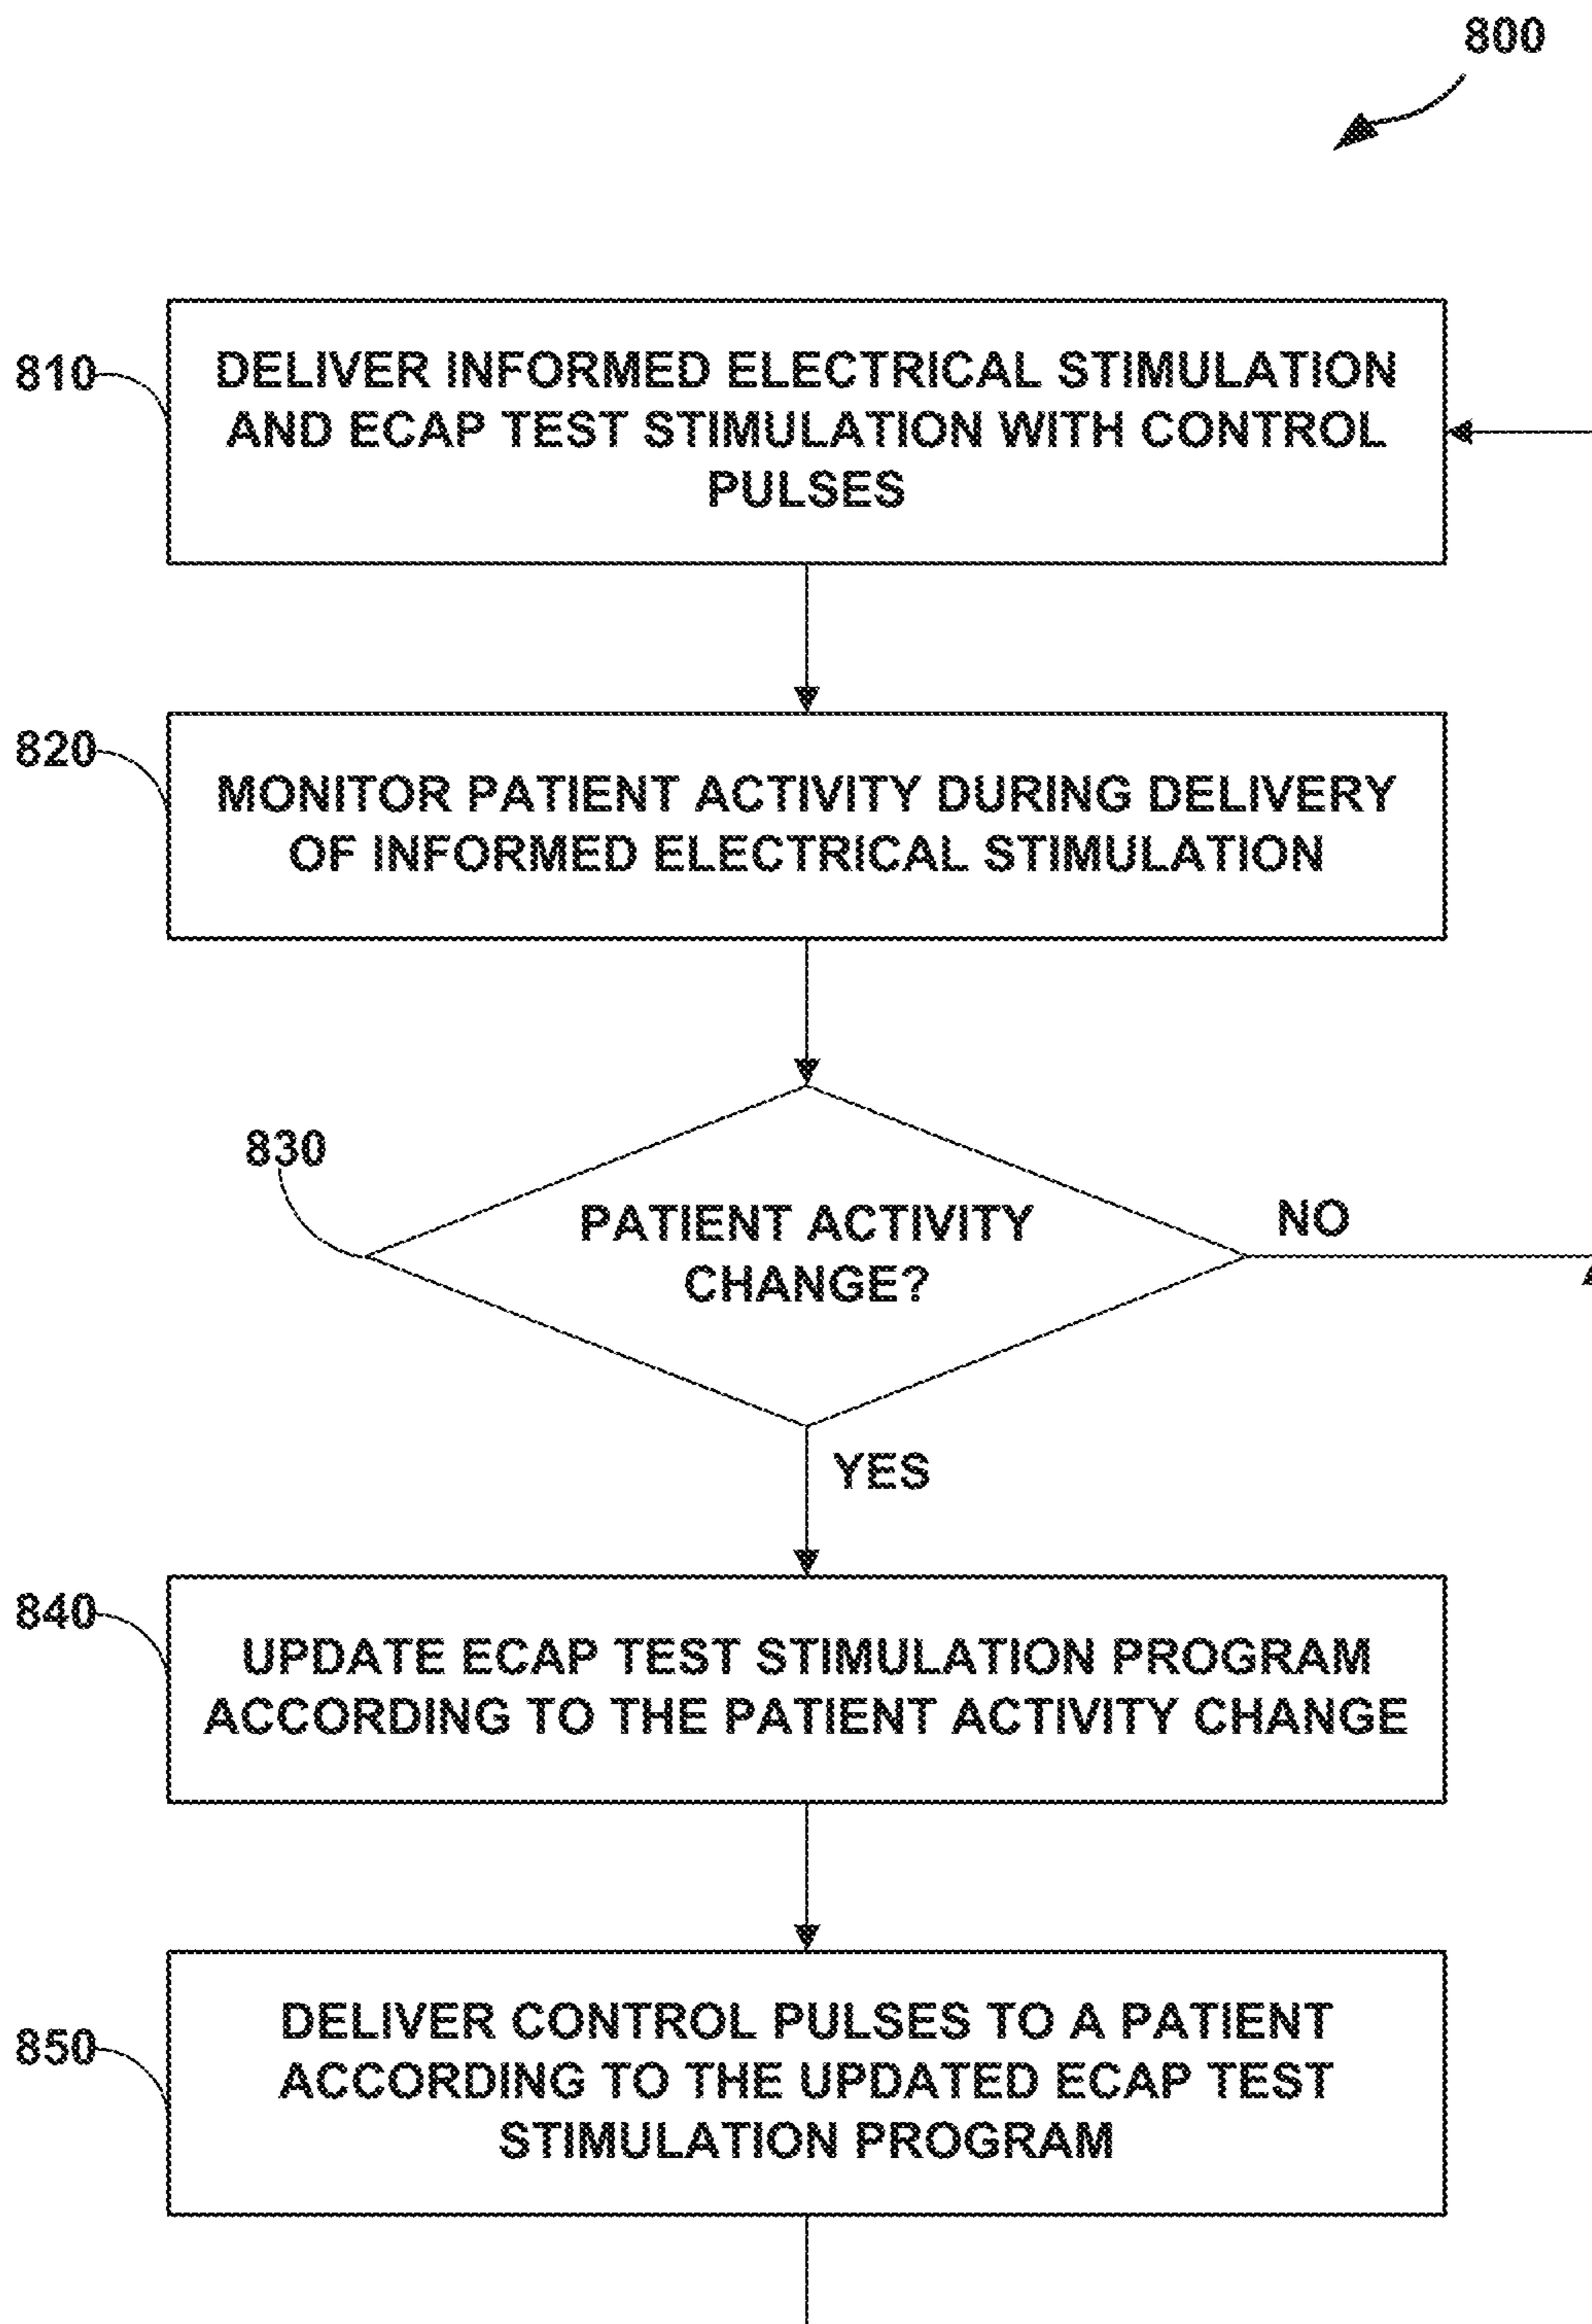 800
810
DELIVER INFORMED ELECTRICAL STIMULATION
AND ECAP TEST STIMULATION WITH CONTROL
PULSES
820
MONITOR PATIENT ACTIVITY DURING DELIVERY
OF INFORMED ELECTRICAL STIMULATION
830
PATIENT ACTIVITY
CHANGE?
NO
YES
840
UPDATE ECAP TEST STIMULATION PROGRAM
ACCORDING TO THE PATIENT ACTIVITY CHANGE
850
DELIVER CONTROL PULSES TO A PATIENT
ACCORDING TO THE UPDATED ECAP TEST
STIMULATION PROGRAM